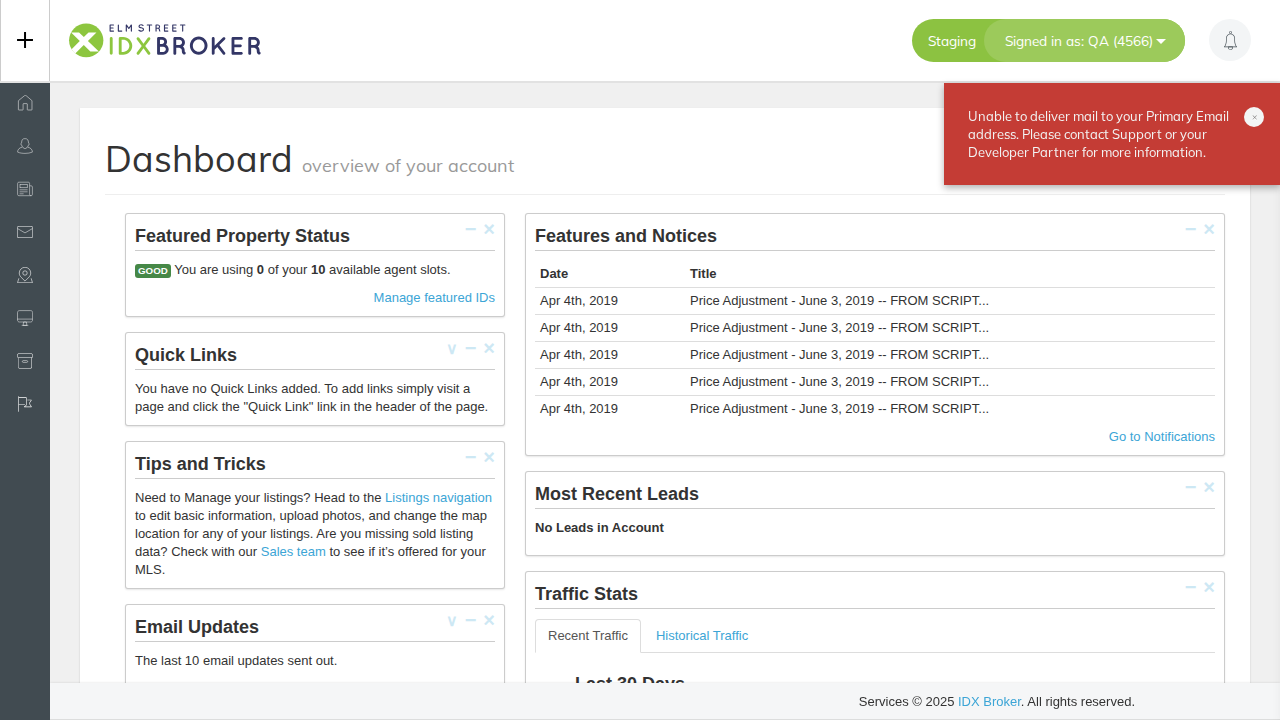 ELM STREET
IDXBROKER
Staging
Signed in as: QA (4566)
Unable to deliver mail to your Primary Email
address. Please contact Support or your
Developer Partner for more information.
Dashboard overview of your account
Featured Property Status
GOOD You are using 0 of your 10 available agent slots.
Manage featured IDs
Quick Links
You have no Quick Links added. To add links simply visit a
page and click the "Quick Link" link in the header of the page.
Tips and Tricks
Need to Manage your listings? Head to the Listings navigation
to edit basic information, upload photos, and change the map
location for any of your listings. Are you missing sold listing
data? Check with our Sales team to see if it's offered for your
MLS.
Email Updates
The last 10 email updates sent out.
Features and Notices
Date Title
Apr 4th, 2019 Price Adjustment - June 3, 2019 -- FROM SCRIPT...
Apr 4th, 2019 Price Adjustment - June 3, 2019 -- FROM SCRIPT...
Apr 4th, 2019 Price Adjustment - June 3, 2019 -- FROM SCRIPT...
Apr 4th, 2019 Price Adjustment - June 3, 2019 -- FROM SCRIPT...
Apr 4th, 2019 Price Adjustment - June 3, 2019 -- FROM SCRIPT...
Go to Notifications
Most Recent Leads
No Leads in Account
Traffic Stats
Recent Traffic Historical Traffic
Last 30 Days
Services © 2025 IDX Broker. All rights reserved.